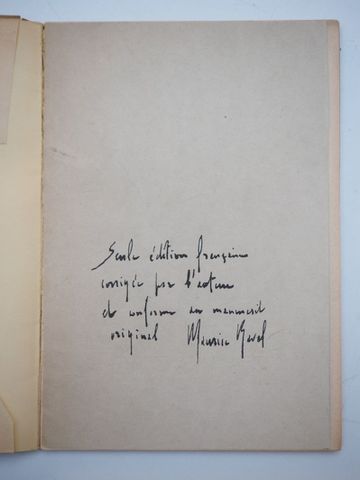 Seule édition française
corrigée par l'auteur
et conforme au manuscrit
original Maurice Ravel